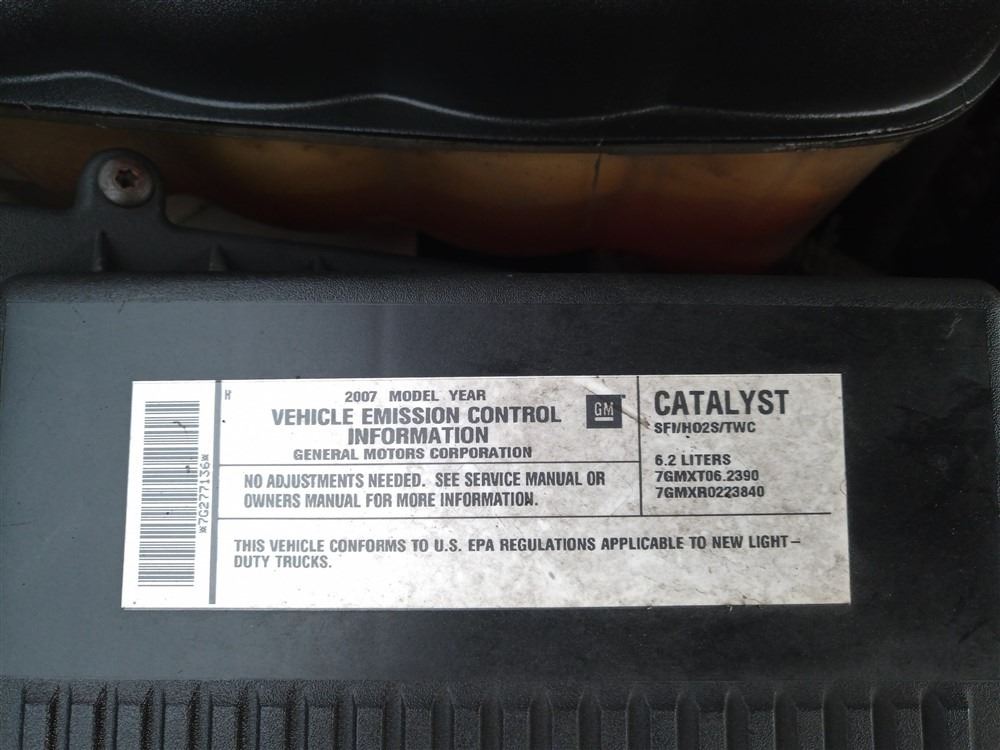 H
2007 MODEL YEAR
VEHICLE EMISSION CONTROL
INFORMATION
GENERAL MOTORS CORPORATION
GM
CATALYST
SFI/HO2S/TWC
6.2 LITERS
7GMXT06.2390
7GMXR0223840
NO ADJUSTMENTS NEEDED. SEE SERVICE MANUAL OR
OWNERS MANUAL FOR MORE INFORMATION.
THIS VEHICLE CONFORMS TO U.S. EPA REGULATIONS APPLICABLE TO NEW LIGHT-
DUTY TRUCKS.
*7G277136*